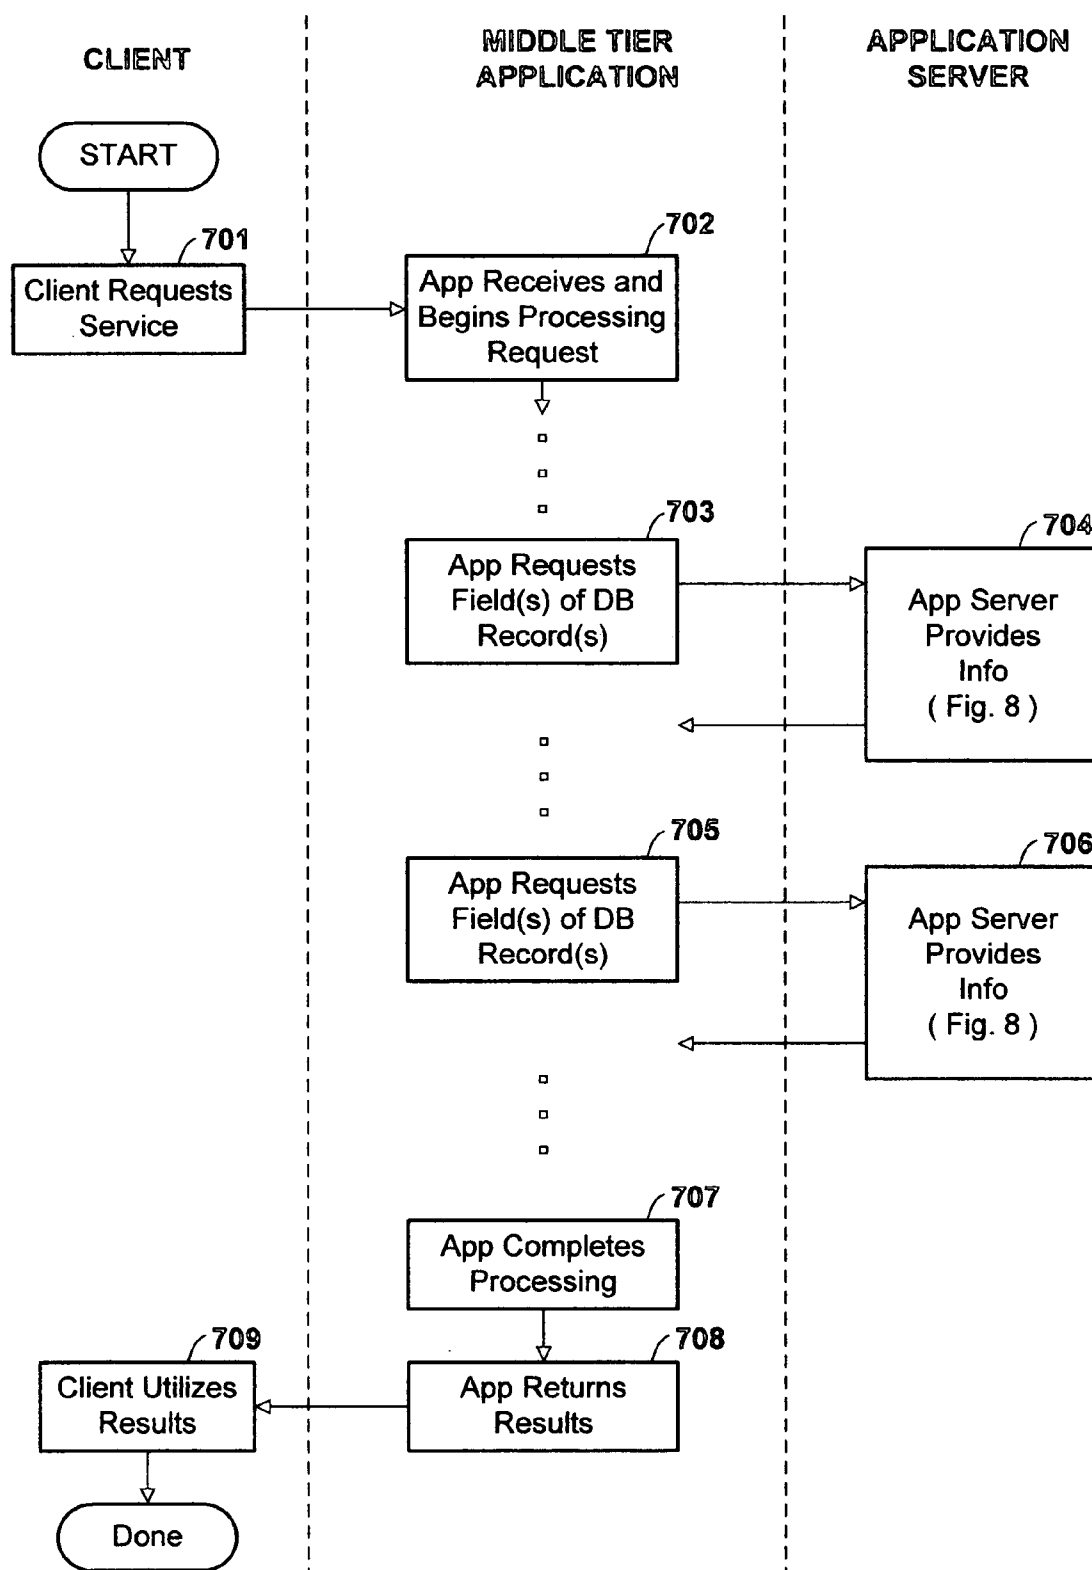 CLIENT
MIDDLE TIER
APPLICATION
APPLICATION
SERVER
START
701
Client Requests
Service
702
App Receives and
Begins Processing
Request
703
App Requests
Field(s) of DB
Record(s)
704
App Server
Provides
Info
( Fig. 8 )
705
App Requests
Field(s) of DB
Record(s)
706
App Server
Provides
Info
( Fig. 8 )
707
App Completes
Processing
708
App Returns
Results
709
Client Utilizes
Results
Done